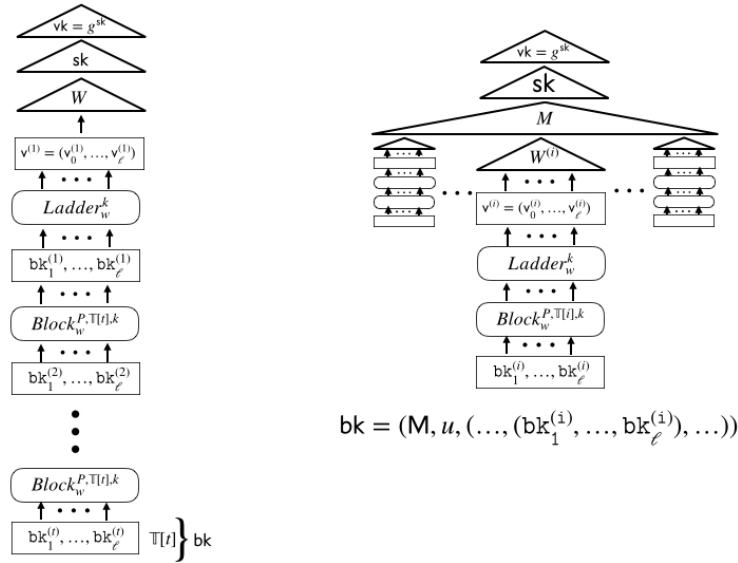 vk = g^sk
sk
W
v^(1) = (v_0^(1), ..., v_ℓ^(1))
...
Ladder_w^k
...
bk_1^(1), ..., bk_ℓ^(1)
...
Block_w^{P,𝕋[t],k}
...
bk_1^(2), ..., bk_ℓ^(2)
Block_w^{P,𝕋[t],k}
...
bk_1^(t), ..., bk_ℓ^(t) 𝕋[t] } bk
vk = g^sk
sk
M
W^(i)
...
v^(i) = (v_0^(i), ..., v_ℓ^(i))
...
Ladder_w^k
...
Block_w^{P,𝕋[i],k}
...
bk_1^(i), ..., bk_ℓ^(i)
bk = (M, u, (..., (bk_1^(i), ..., bk_ℓ^(i)), ...))